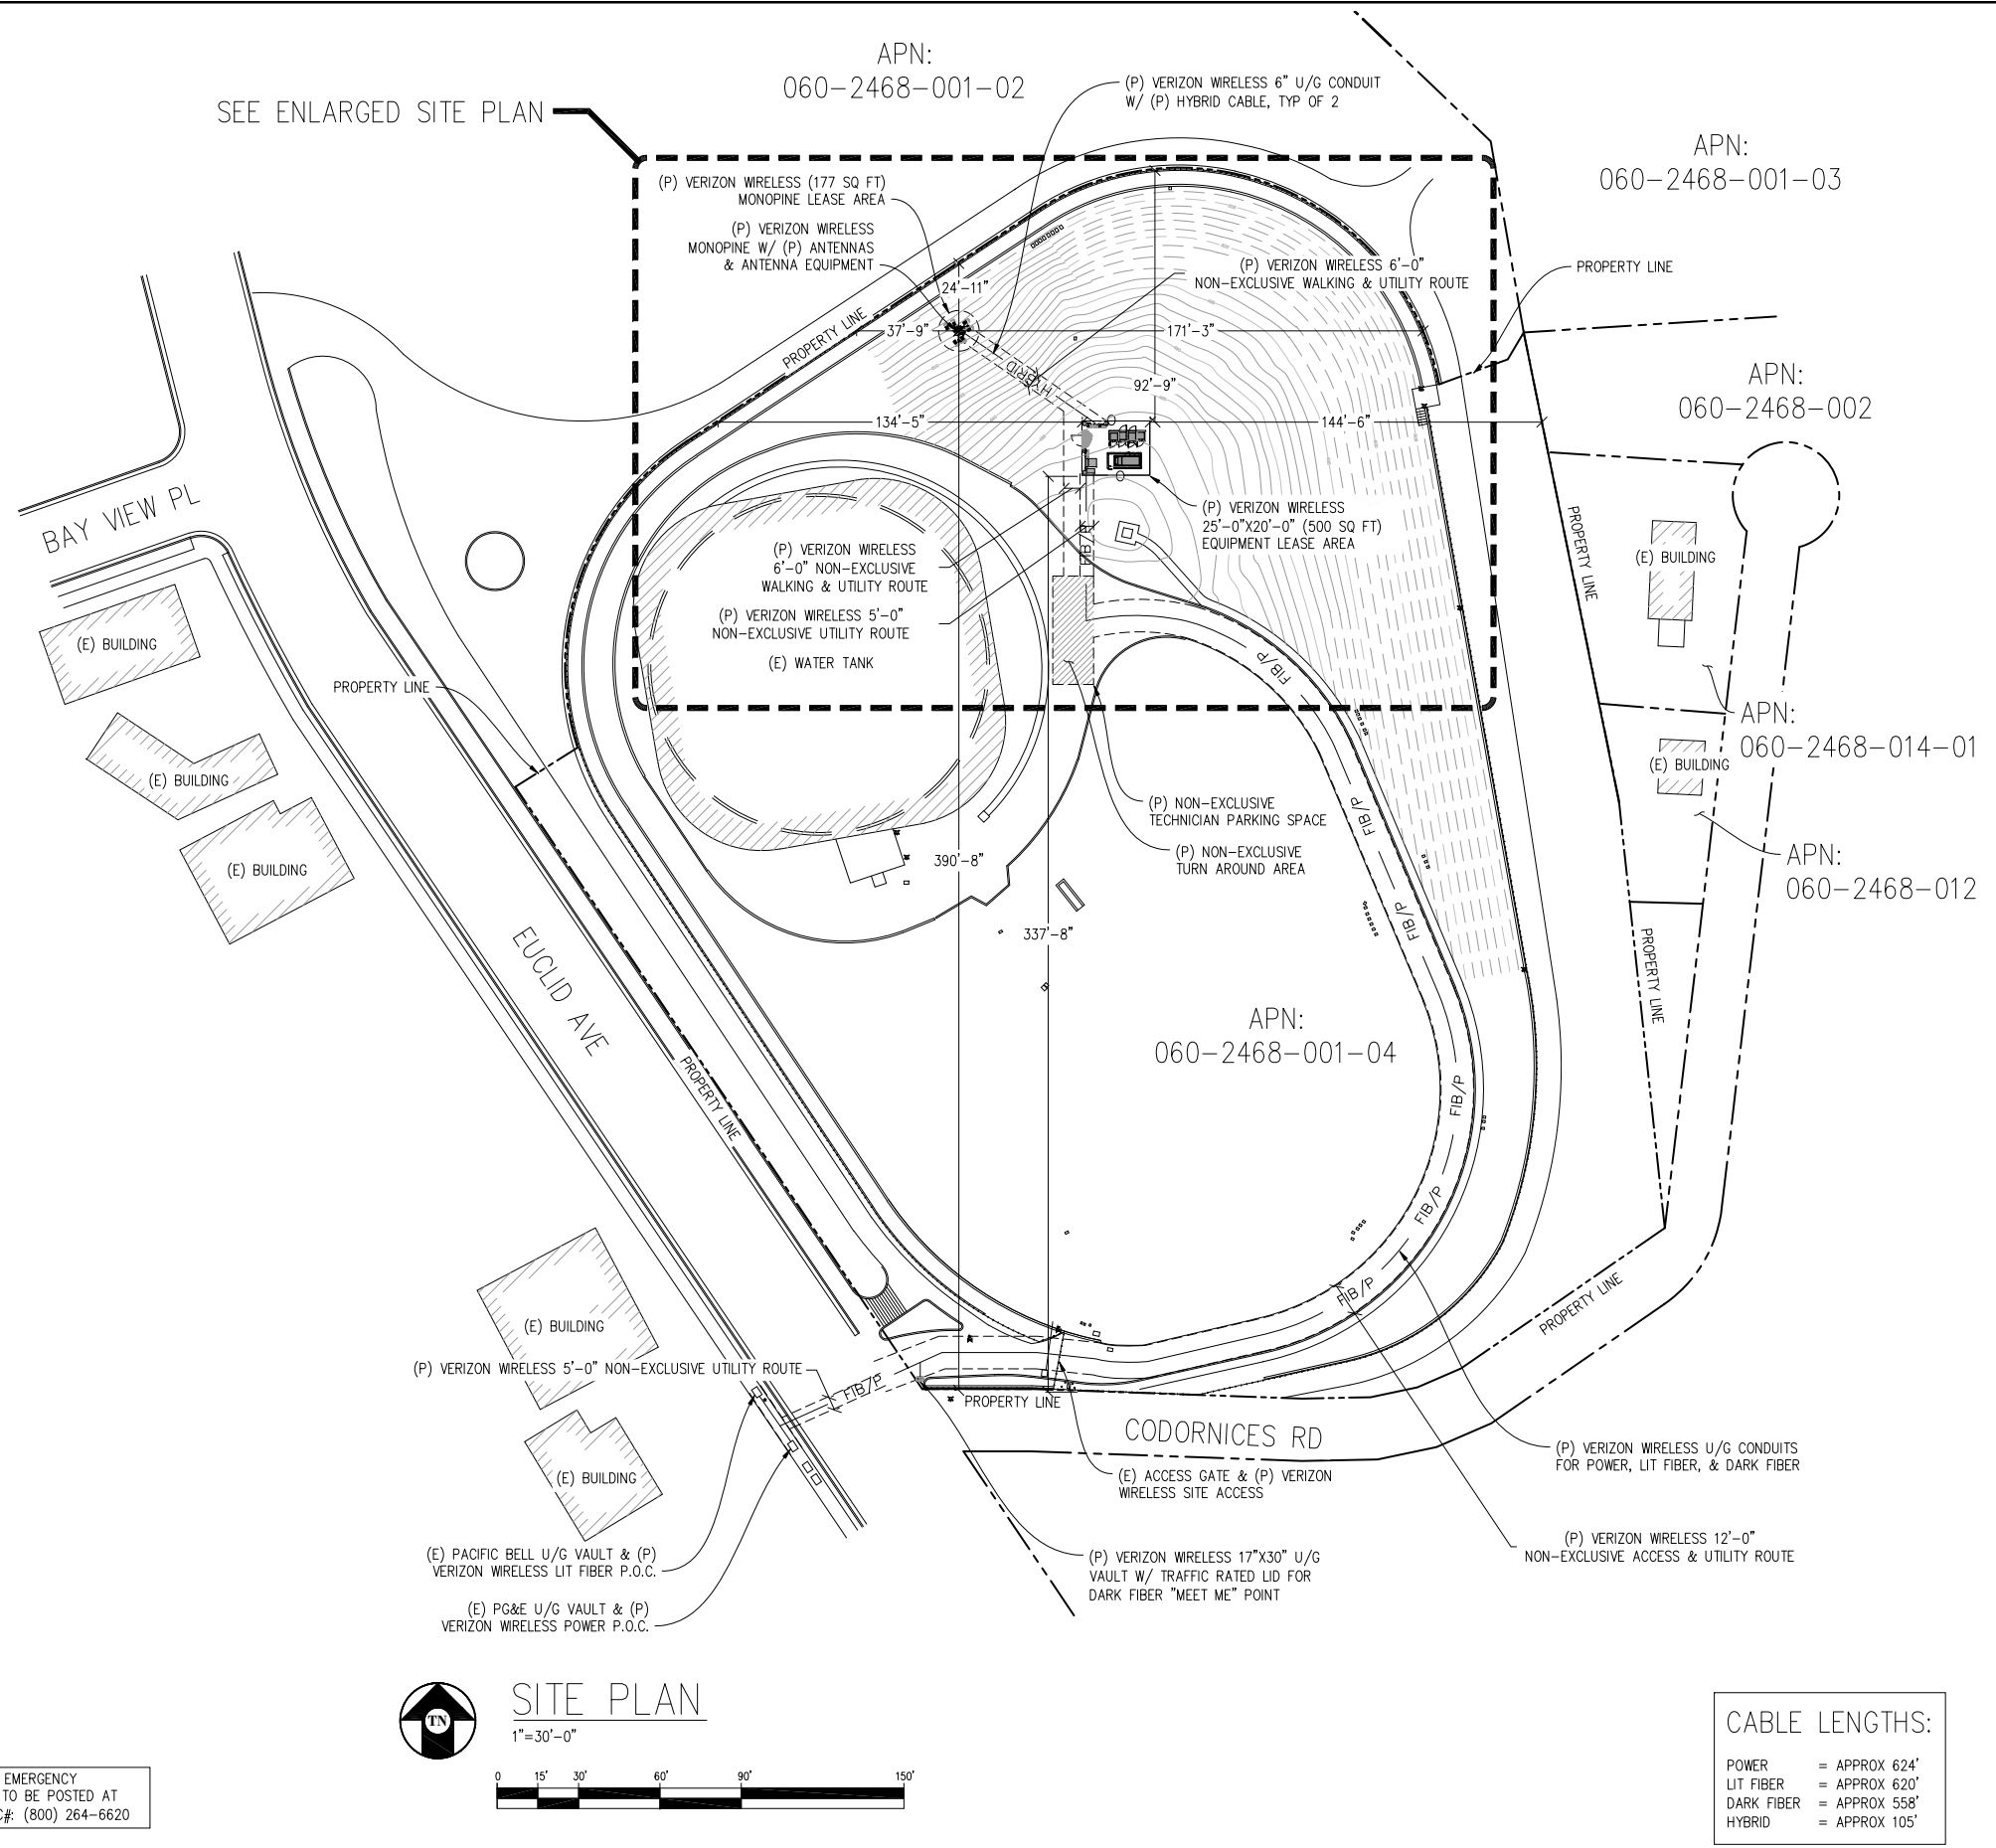 APN:
060-2468-001-02
SEE ENLARGED SITE PLAN
(P) VERIZON WIRELESS 6" U/G CONDUIT
W/ (P) HYBRID CABLE, TYP OF 2
APN:
060-2468-001-03
(P) VERIZON WIRELESS (177 SQ FT)
MONOPINE LEASE AREA
(P) VERIZON WIRELESS
MONOPINE W/ (P) ANTENNAS
& ANTENNA EQUIPMENT
(P) VERIZON WIRELESS 6'-0"
NON-EXCLUSIVE WALKING & UTILITY ROUTE
PROPERTY LINE
24'-11"
PROPERTY LINE
37'-9"
171'-3"
HYBRID
92'-9"
134'-5"
144'-6"
APN:
060-2468-002
BAY VIEW PL
(P) VERIZON WIRELESS
25'-0"X20'-0" (500 SQ FT)
EQUIPMENT LEASE AREA
PROPERTY LINE
(E) BUILDING
(P) VERIZON WIRELESS
6'-0" NON-EXCLUSIVE
WALKING & UTILITY ROUTE
FIB/P
(P) VERIZON WIRELESS 5'-0"
NON-EXCLUSIVE UTILITY ROUTE
(E) WATER TANK
(E) BUILDING
FIB/P
PROPERTY LINE
APN:
060-2468-014-01
(E) BUILDING
(E) BUILDING
(P) NON-EXCLUSIVE
TECHNICIAN PARKING SPACE
FIB/P
(P) NON-EXCLUSIVE
TURN AROUND AREA
390'-8"
APN:
060-2468-012
(E) BUILDING
FIB/P
337'-8"
EUCLID AVE
PROPERTY LINE
APN:
060-2468-001-04
PROPERTY LINE
FIB/P
FIB/P
FIB/P
PROPERTY LINE
(E) BUILDING
(P) VERIZON WIRELESS 5'-0" NON-EXCLUSIVE UTILITY ROUTE
FIB/P
PROPERTY LINE
CODORNICES RD
(P) VERIZON WIRELESS U/G CONDUITS
FOR POWER, LIT FIBER, & DARK FIBER
(E) BUILDING
(E) ACCESS GATE & (P) VERIZON
WIRELESS SITE ACCESS
(P) VERIZON WIRELESS 12'-0"
NON-EXCLUSIVE ACCESS & UTILITY ROUTE
(E) PACIFIC BELL U/G VAULT & (P)
VERIZON WIRELESS LIT FIBER P.O.C.
(P) VERIZON WIRELESS 17"X30" U/G
VAULT W/ TRAFFIC RATED LID FOR
DARK FIBER "MEET ME" POINT
(E) PG&E U/G VAULT & (P)
VERIZON WIRELESS POWER P.O.C.
TN
SITE PLAN
1"=30'-0"
0 15' 30' 60' 90' 150'
EMERGENCY
TO BE POSTED AT
C#: (800) 264-6620
CABLE LENGTHS:
POWER = APPROX 624'
LIT FIBER = APPROX 620'
DARK FIBER = APPROX 558'
HYBRID = APPROX 105'